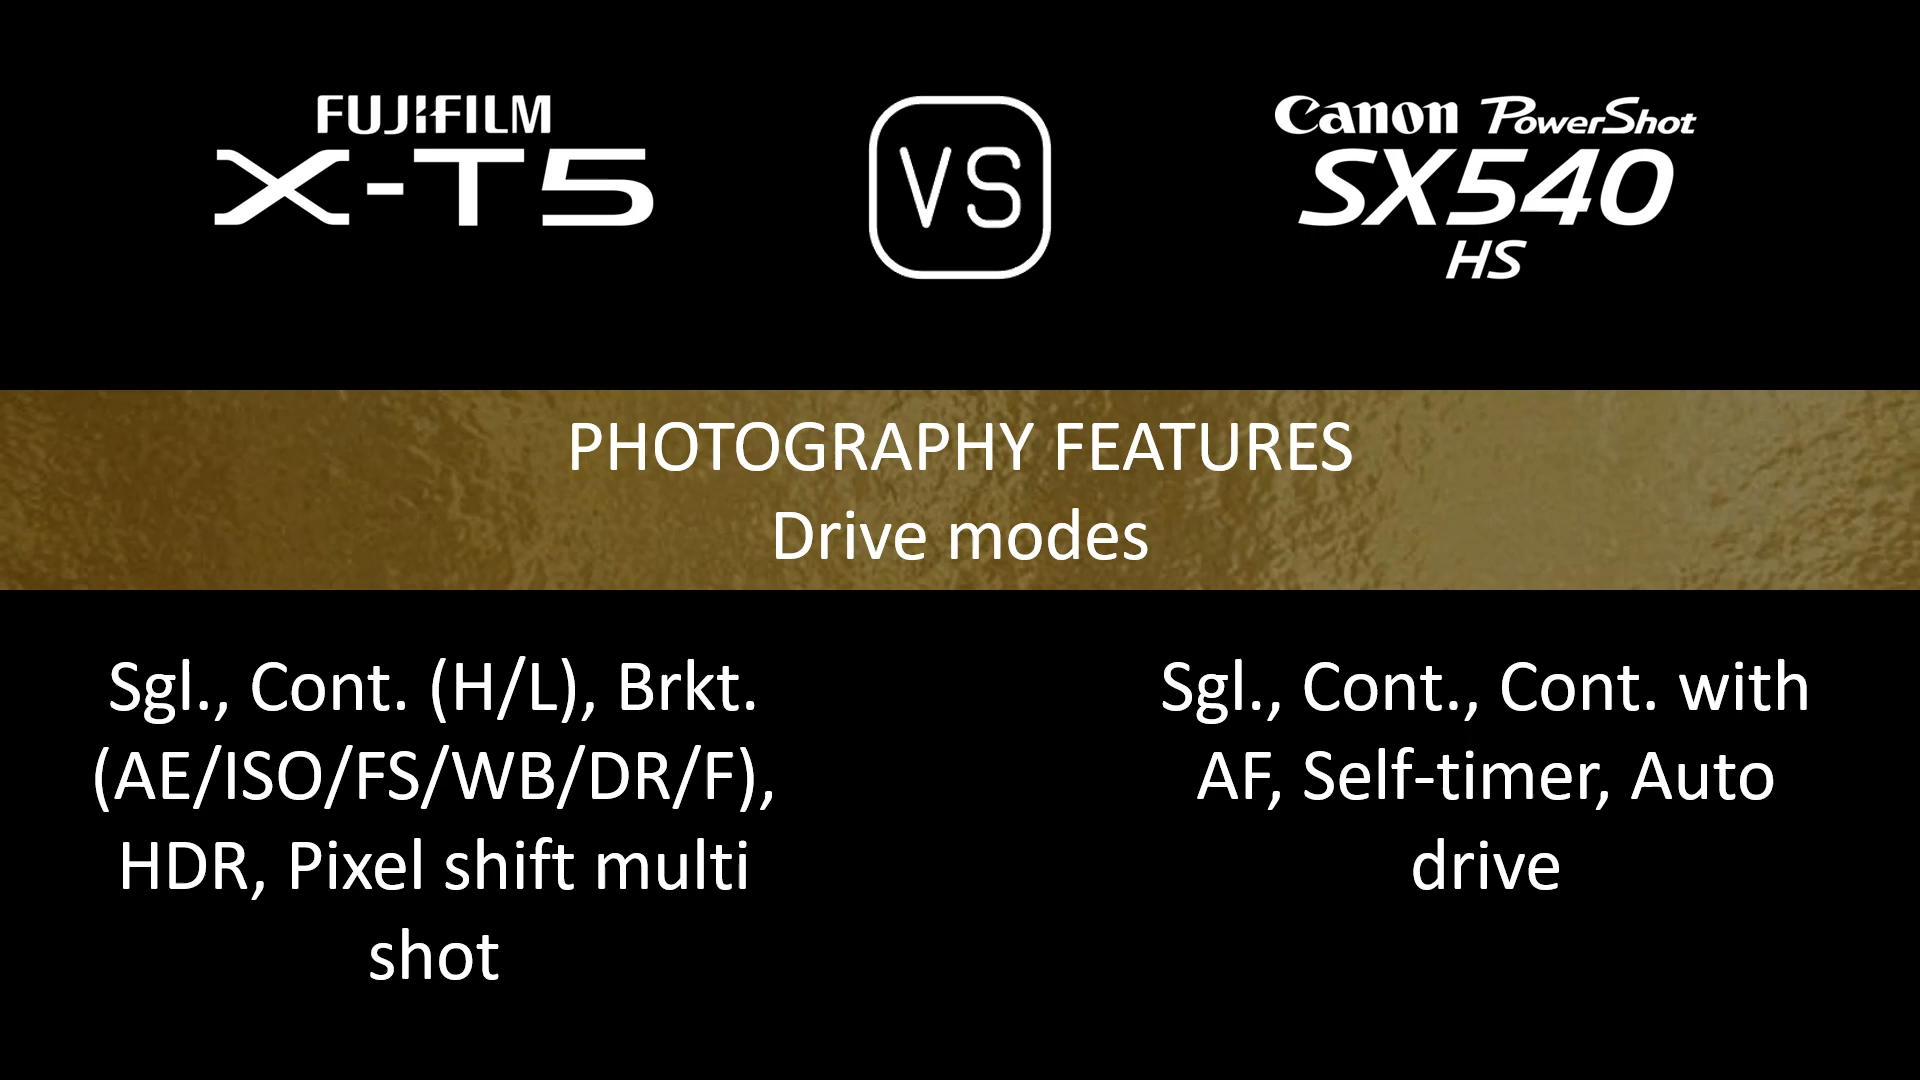 FUJIFILM
X-T5
VS
Canon PowerShot
SX540
HS
PHOTOGRAPHY FEATURES
Drive modes
Sgl., Cont. (H/L), Brkt.
(AE/ISO/FS/WB/DR/F),
HDR, Pixel shift multi
shot
Sgl., Cont., Cont. with
AF, Self-timer, Auto
drive